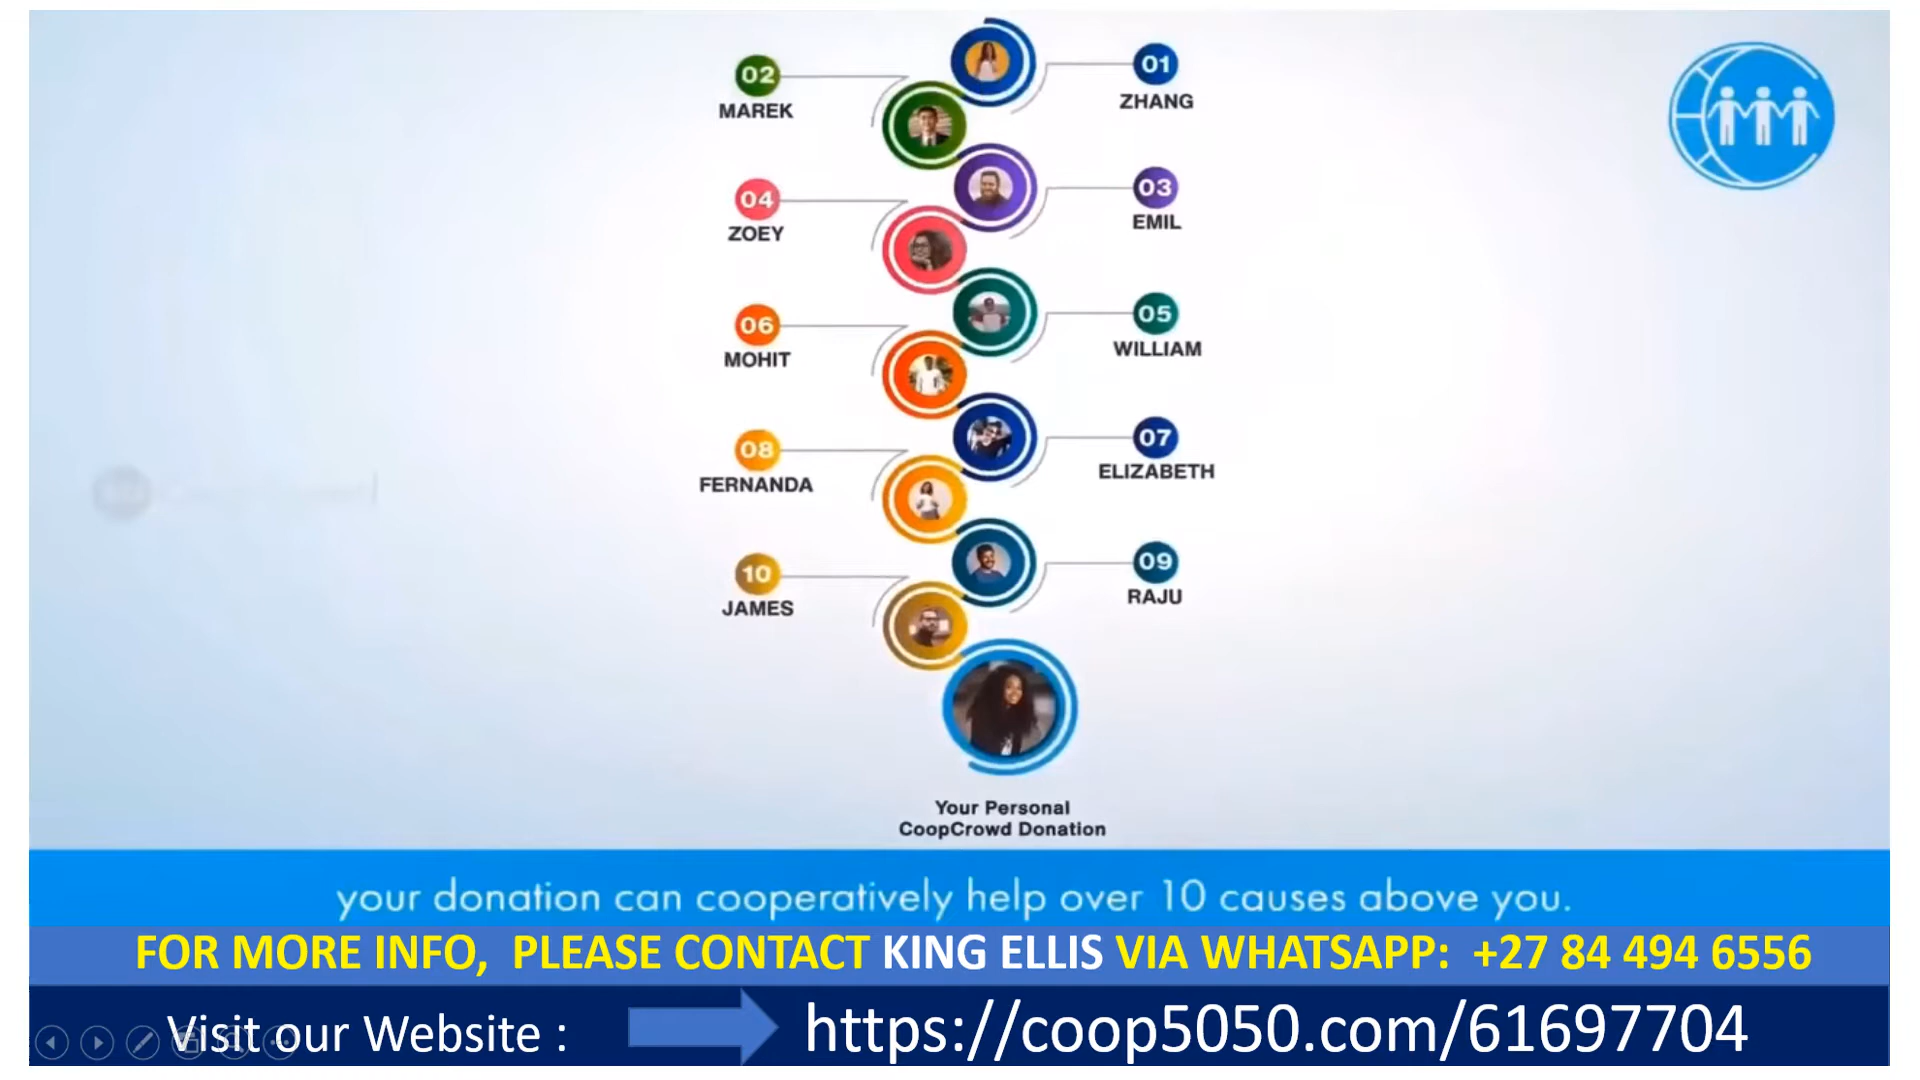 01
ZHANG
02
MAREK
03
EMIL
04
ZOEY
05
WILLIAM
06
MOHIT
07
ELIZABETH
08
FERNANDA
09
RAJU
10
JAMES
Your Personal
CoopCrowd Donation
your donation can cooperatively help over 10 causes above you.
FOR MORE INFO, PLEASE CONTACT KING ELLIS VIA WHATSAPP: +27 84 494 6556
Visit our Website : https://coop5050.com/61697704